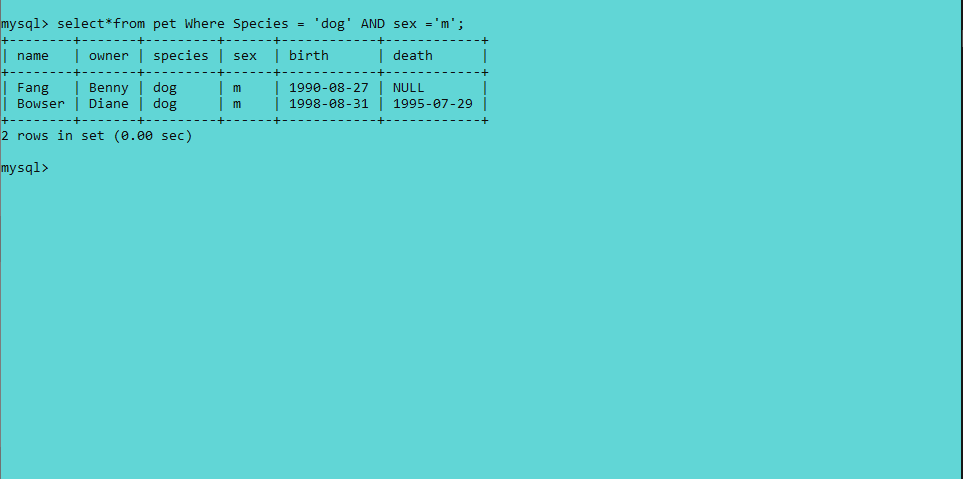 mysql> select*from pet Where Species = 'dog' AND sex ='m';
+--------+-------+---------+------+------------+------------+
| name   | owner | species | sex  | birth      | death      |
+--------+-------+---------+------+------------+------------+
| Fang   | Benny | dog     | m    | 1990-08-27 | NULL       |
| Bowser | Diane | dog     | m    | 1998-08-31 | 1995-07-29 |
+--------+-------+---------+------+------------+------------+
2 rows in set (0.00 sec)
mysql>